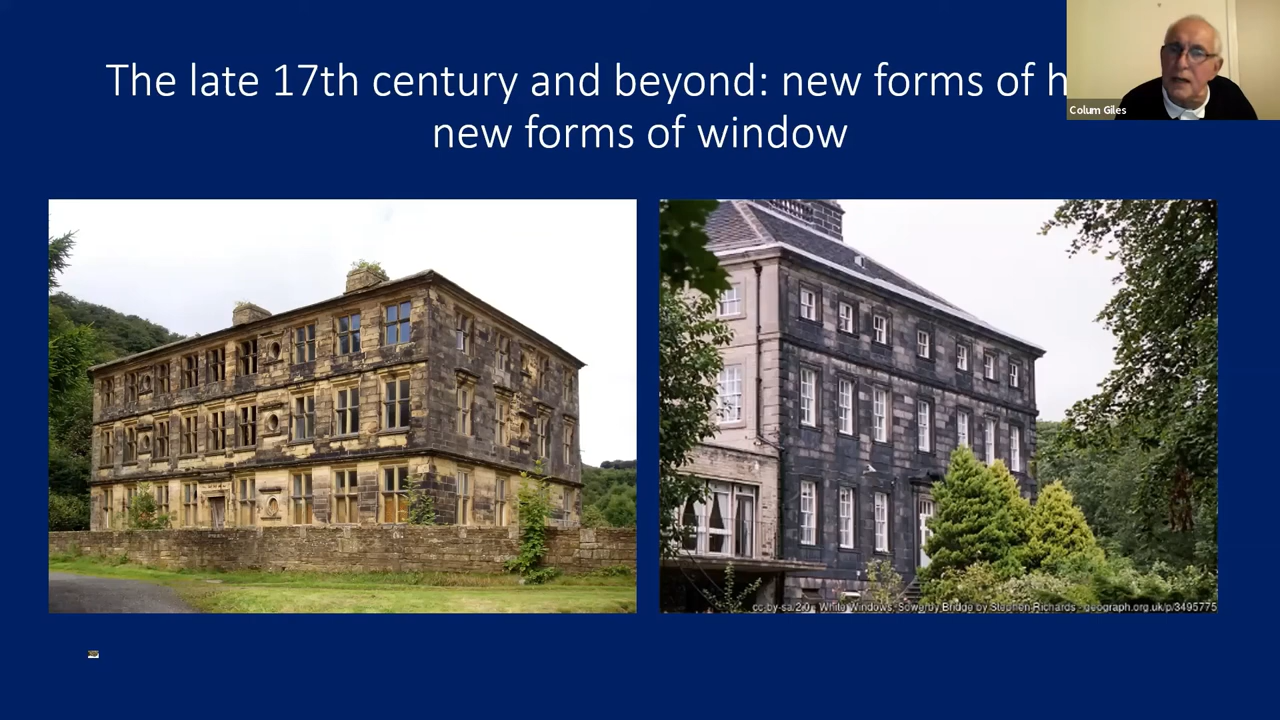 The late 17th century and beyond: new forms of h
new forms of window
Colum Giles
cc-by-sa/2.0 - White Windows, Sowerby Bridge by Stephen Richards - geograph.org.uk/p/3495775